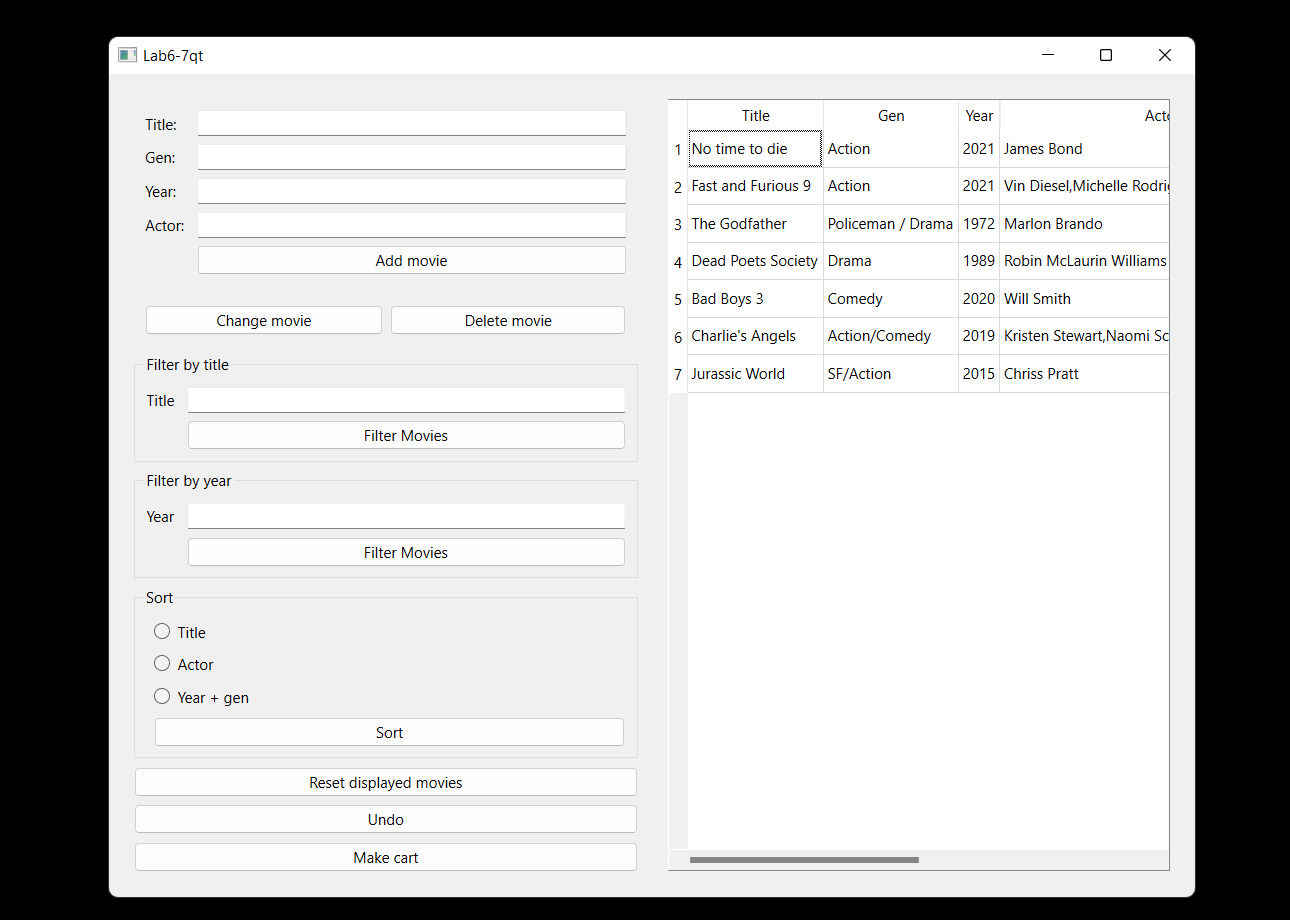 Lab6-7qt
Title:
Gen:
Year:
Actor:
Add movie
Change movie Delete movie
Filter by title
Title
Filter Movies
Filter by year
Year
Filter Movies
Sort
Title
Actor
Year + gen
Sort
Reset displayed movies
Undo
Make cart
Title Gen Year
1 No time to die Action 2021 James Bond
2 Fast and Furious 9 Action 2021 Vin Diesel,Michelle
3 The Godfather Policeman / Drama 1972 Marlon Brando
4 Dead Poets Society Drama 1989 Robin McLaurin Williams
5 Bad Boys 3 Comedy 2020 Will Smith
6 Charlie's Angels Action/Comedy 2019 Kristen Stewart,Naomi
7 Jurassic World SF/Action 2015 Chriss Pratt